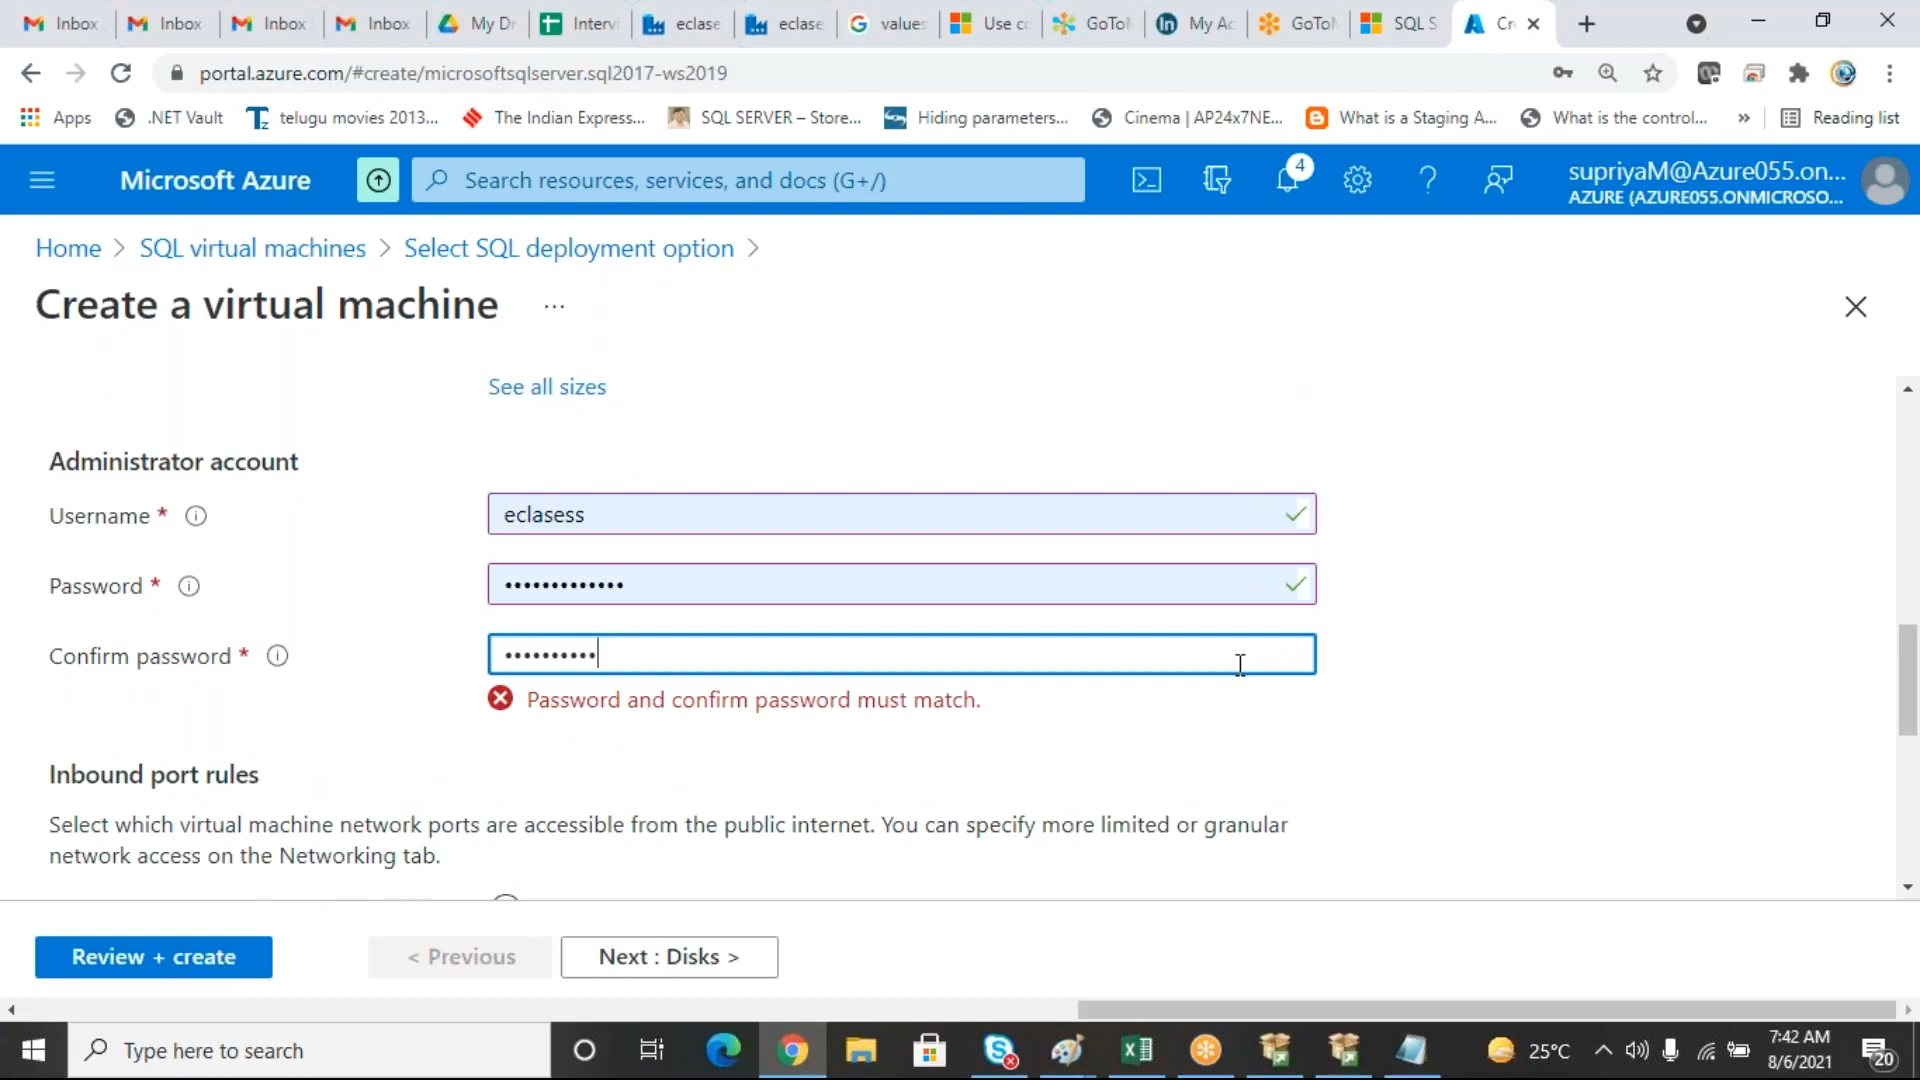 Inbox
Inbox
Inbox
Inbox
My Dr
Intervi
eclase
eclase
values
Use co
GoToM
My Ac
GoToM
SQL S
Cr
portal.azure.com/#create/microsoftsqlserver.sql2017-ws2019
Apps
.NET Vault
telugu movies 2013...
The Indian Express...
SQL SERVER – Store...
Hiding parameters...
Cinema | AP24x7NE...
What is a Staging A...
What is the control...
»
Reading list
Microsoft Azure
Search resources, services, and docs (G+/)
4
supriyaM@Azure055.on...
AZURE (AZURE055.ONMICROSO...
Home > SQL virtual machines > Select SQL deployment option >
Create a virtual machine ...
See all sizes
Administrator account
Username *
eclasess
Password *
•••••••••••••
Confirm password *
••••••••••
Password and confirm password must match.
Inbound port rules
Select which virtual machine network ports are accessible from the public internet. You can specify more limited or granular
network access on the Networking tab.
Review + create
< Previous
Next : Disks >
Type here to search
25°C
7:42 AM
8/6/2021
20